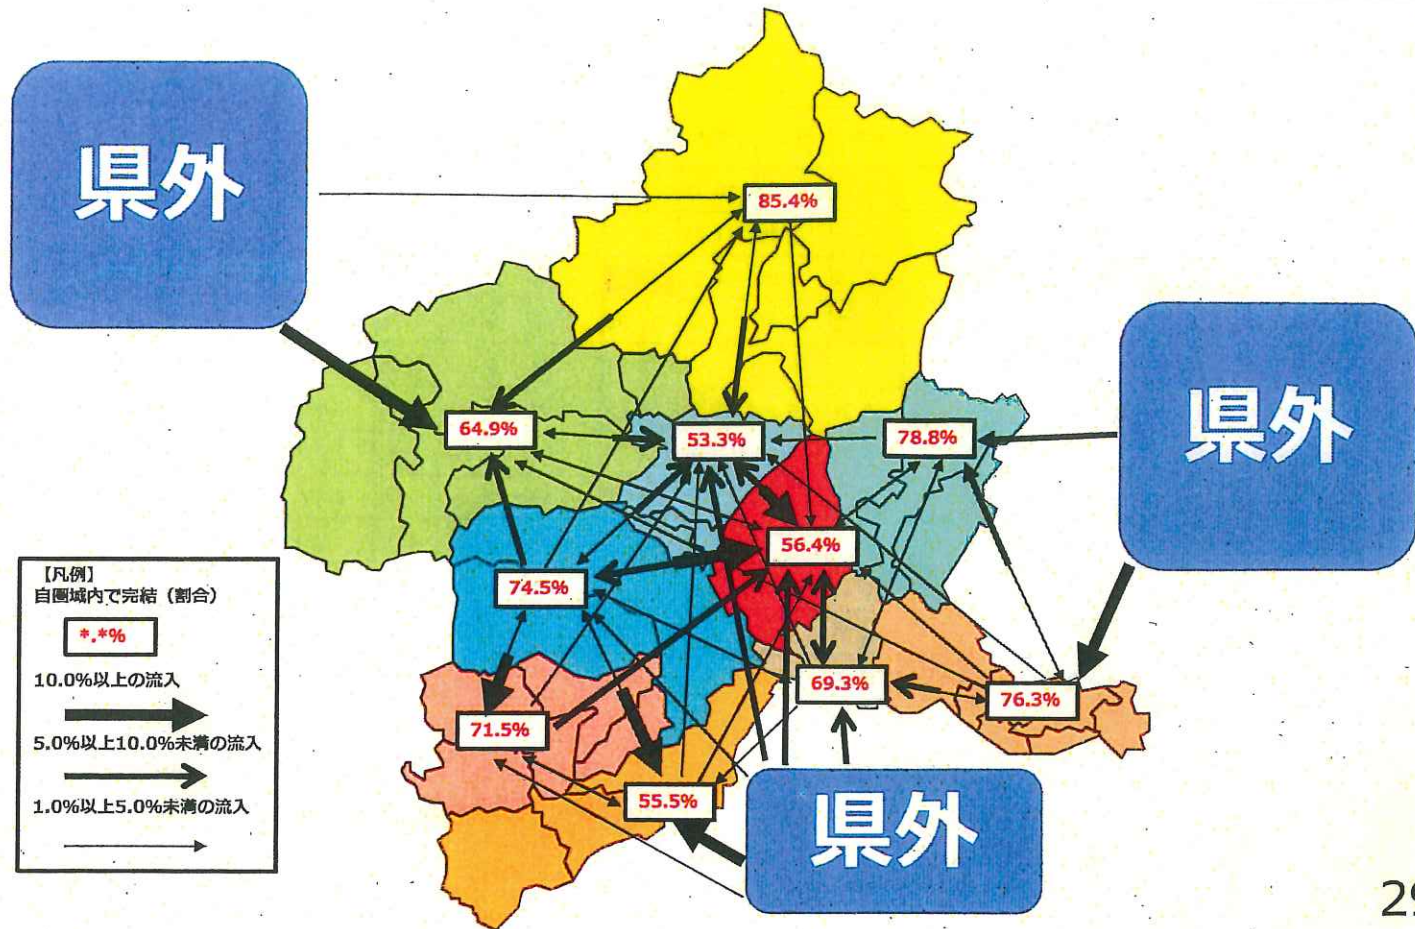 県外
85.4%
県外
64.9%
53.3%
78.8%
56.4%
【凡例】
自圏域内で完結（割合）
*.*%
10.0%以上の流入
5.0%以上10.0%未満の流入
1.0%以上5.0%未満の流入
74.5%
69.3%
76.3%
71.5%
55.5%
県外
29